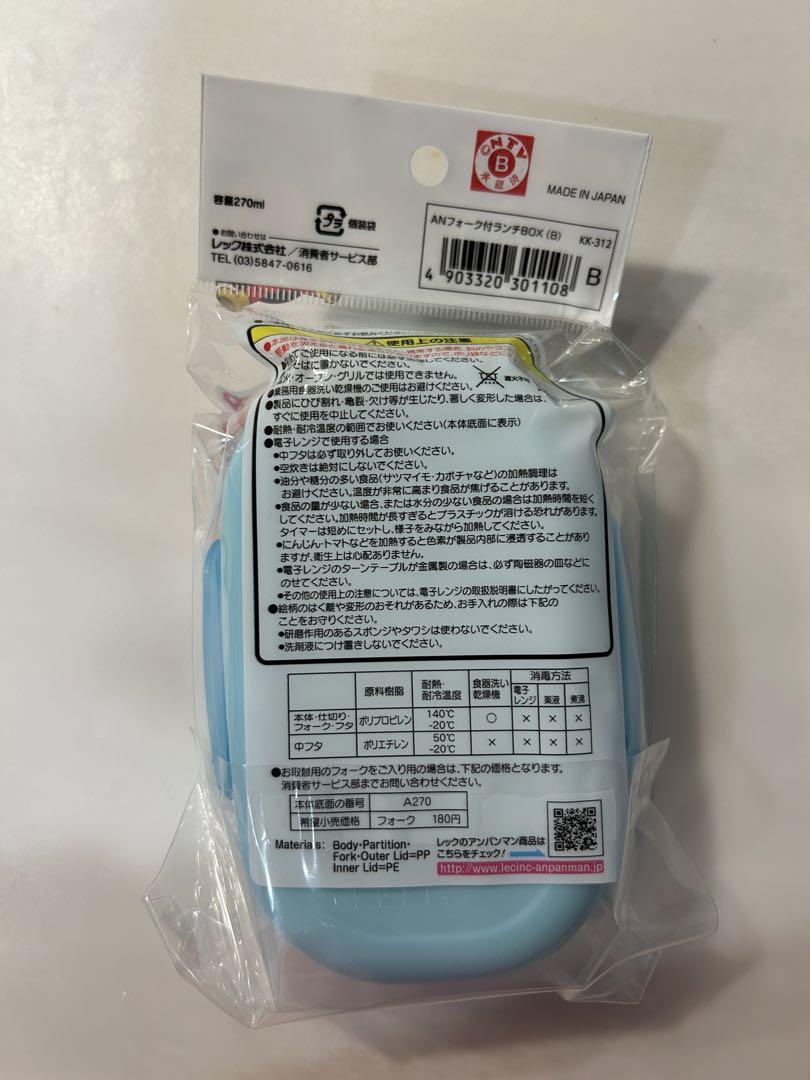 NTV
B
承認済
MADE IN JAPAN
容量270ml
プラ 個装袋
●お問い合わせは
レック株式会社／消費者サービス部
TEL (03)5847-0616
ANフォーク付ランチBOX (B)
KK-312
4 903320 301108
B
使用上の注意
直火不可
●業務用食器洗い乾燥機のご使用はお避けください。
●製品にひび割れ・亀裂・欠け等が生じたり、著しく変形した場合は、
すぐに使用を中止してください。
●耐熱・耐冷温度の範囲でお使いください(本体底面に表示)
●電子レンジで使用する場合
●中フタは必ず取り外してお使いください。
●空炊きは絶対にしないでください。
●油分や糖分の多い食品(サツマイモ・カボチャなど)の加熱調理は
お避けください。温度が非常に高まり食品が焦げることがあります。
●食品の量が少ない場合、または水分の少ない食品の場合は加熱時間を短く
してください。加熱時間が長すぎるとプラスチックが溶ける恐れがあります。
タイマーは短めにセットし、様子をみながら加熱してください。
●にんじん・トマトなどを加熱すると色素が製品内部に浸透することがあり
ますが、衛生上は心配ありません。
●電子レンジのターンテーブルが金属製の場合は、必ず陶磁器の皿などに
のせてください。
●その他の使用上の注意については、電子レンジの取扱説明書にしたがってください。
●絵柄のはく離や変形のおそれがあるため、お手入れの際は下記の
ことをお守りください。
●研磨作用のあるスポンジやタワシは使わないでください。
●洗剤液につけ置きしないでください。
原料樹脂 耐熱・耐冷温度 食器洗い乾燥機 消毒方法
電子レンジ 薬液 煮沸
本体・仕切り・フォーク・フタ ポリプロピレン 140℃ -20℃ ○ × × ×
中フタ ポリエチレン 50℃ -20℃ × × × ×
●お取替用のフォークをご入り用の場合は、下記の価格となります。
消費者サービス部までお問い合わせください。
本体底面の番号 A270
希望小売価格 フォーク 180円
Materials: Body・Partition・
Fork・Outer Lid=PP
Inner Lid=PE
レックのアンパンマン商品は
こちらをチェック！
http://www.lecinc-anpanman.jp